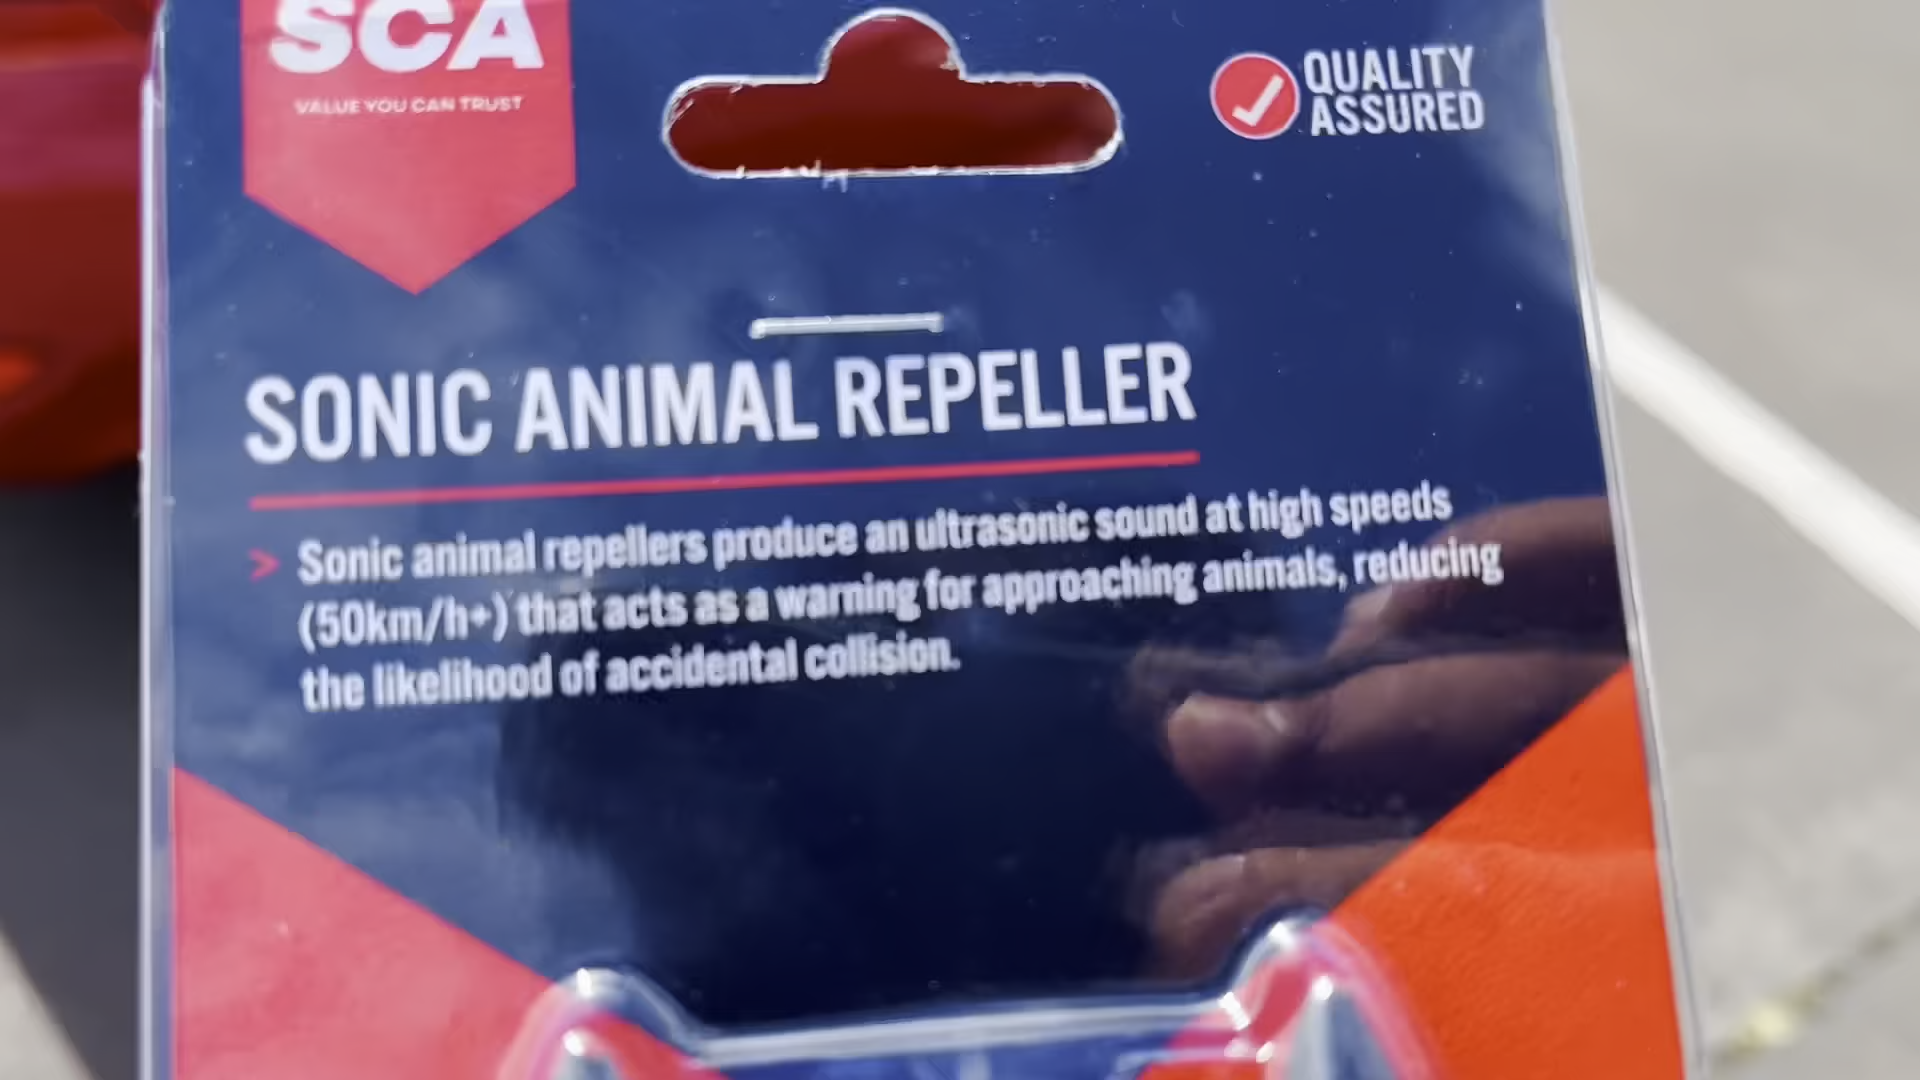 SCA
VALUE YOU CAN TRUST
QUALITY
ASSURED
SONIC ANIMAL REPELLER
> Sonic animal repellers produce an ultrasonic sound at high speeds
(50km/h+) that acts as a warning for approaching animals, reducing
the likelihood of accidental collision.